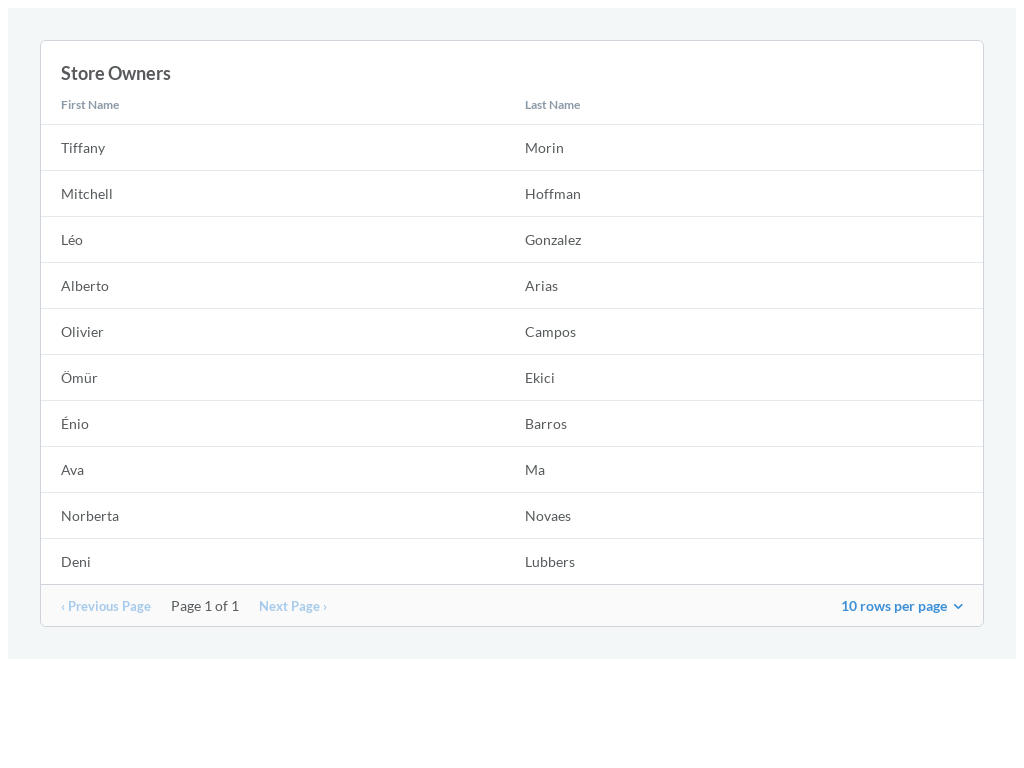 Store Owners
First Name Last Name
Tiffany Morin
Mitchell Hoffman
Léo Gonzalez
Alberto Arias
Olivier Campos
Ömür Ekici
Énio Barros
Ava Ma
Norberta Novaes
Deni Lubbers
‹ Previous Page Page 1 of 1 Next Page › 10 rows per page